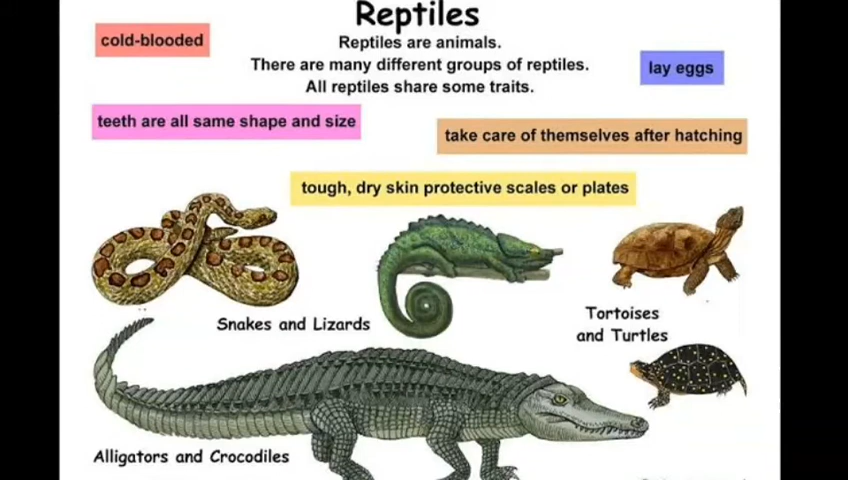 Reptiles
cold-blooded
Reptiles are animals.
There are many different groups of reptiles.
lay eggs
All reptiles share some traits.
teeth are all same shape and size
take care of themselves after hatching
tough, dry skin protective scales or plates
Snakes and Lizards
Tortoises
and Turtles
Alligators and Crocodiles